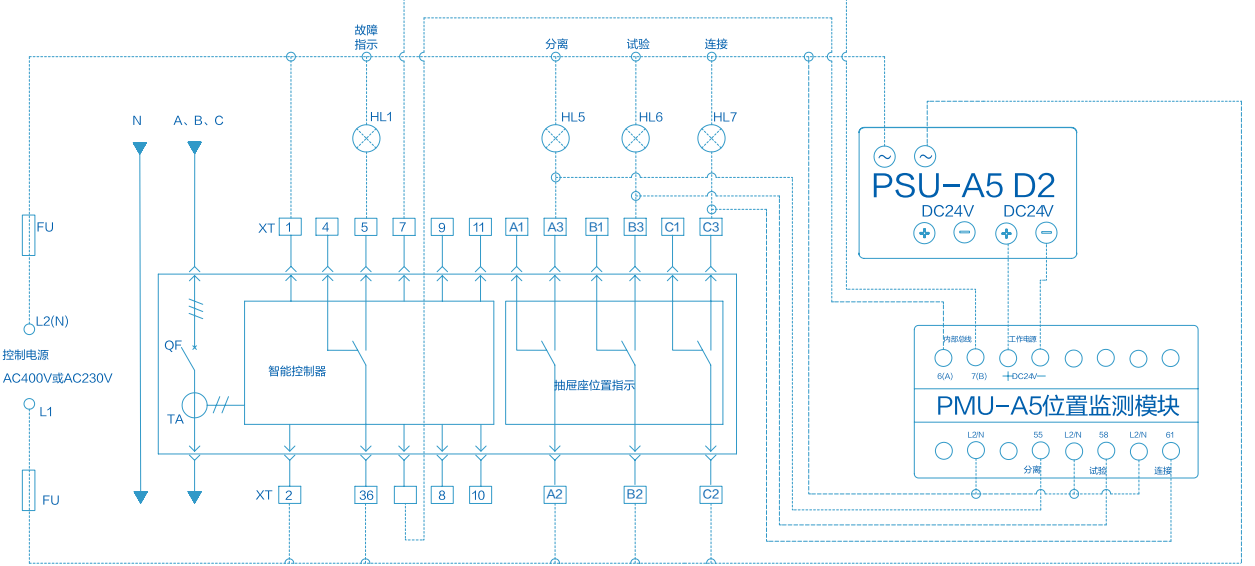 故障
指示
分离
试验
连接
HL1
HL5
HL6
HL7
N
A、B、C
PSU-A5 D2
DC24V
DC24V
FU
XT
1
4
5
7
9
11
A1
A3
B1
B3
C1
C3
L2(N)
控制电源
AC400V或AC230V
L1
QF
TA
智能控制器
抽屉座位置指示
内部总线
工作电源
6(A)
7(B)
+DC24V-
PMU-A5位置监测模块
L2/N
55
L2/N
58
L2/N
61
分离
试验
连接
FU
XT
2
36
8
10
A2
B2
C2